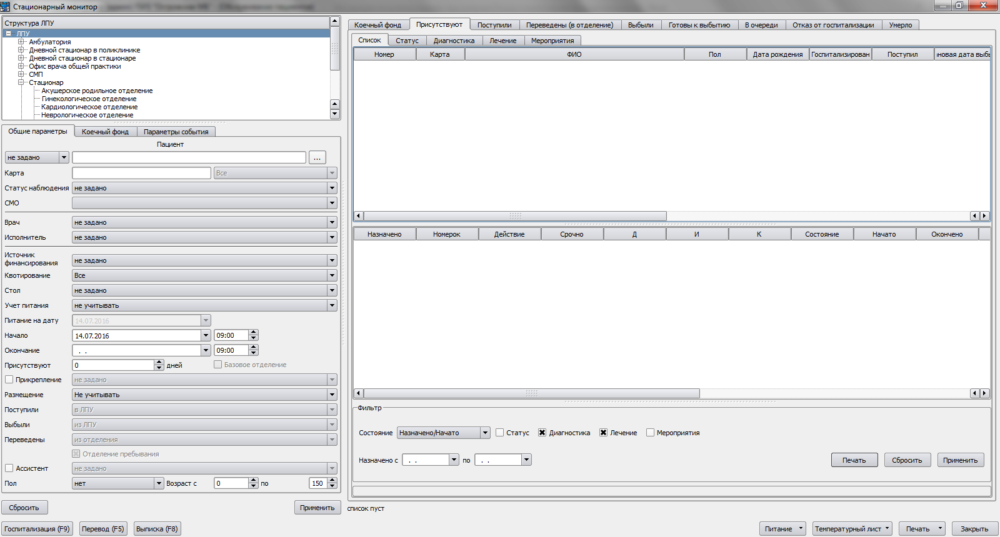 Стационарный монитор
Структура ЛПУ
ЛПУ
Амбулатория
Дневной стационар в поликлинике
Дневной стационар в стационаре
Офис врача общей практики
СМП
Стационар
Акушерское родильное отделение
Гинекологическое отделение
Кардиологическое отделение
Неврологическое отделение
Общие параметры Коечный фонд Параметры события
Пациент
не задано ...
Карта Все
Статус наблюдения не задано
СМО
Врач не задано
Исполнитель не задано
Источник
финансирования не задано
Квотирование Все
Стол не задано
Учет питания не учитывать
Питание на дату 14.07.2016
Начало 14.07.2016 09:00
Окончание . . 09:00
Присутствуют 0 дней Базовое отделение
Прикрепление не задано
Размещение Не учитывать
Поступили в ЛПУ
Выбыли из ЛПУ
Переведены из отделения
Отделение пребывания
Ассистент не задано
Пол нет Возраст с 0 по 150
Сбросить Применить
Госпитализация (F9) Перевод (F5) Выписка (F8)
Коечный фонд Присутствуют Поступили Переведены (в отделение) Выбыли Готовы к выбытию В очереди Отказ от госпитализации Умерло
Список Статус Диагностика Лечение Мероприятия
Номер Карта ФИО Пол Дата рождения Госпитализирован Поступил новая дата выбы
Назначено Номерок Действие Срочно Д И К Состояние Начато Окончено
Фильтр
Состояние Назначено/Начато Статус Диагностика Лечение Мероприятия
Назначено с . . по . . Печать Сбросить Применить
список пуст
Питание Температурный лист Печать Закрыть